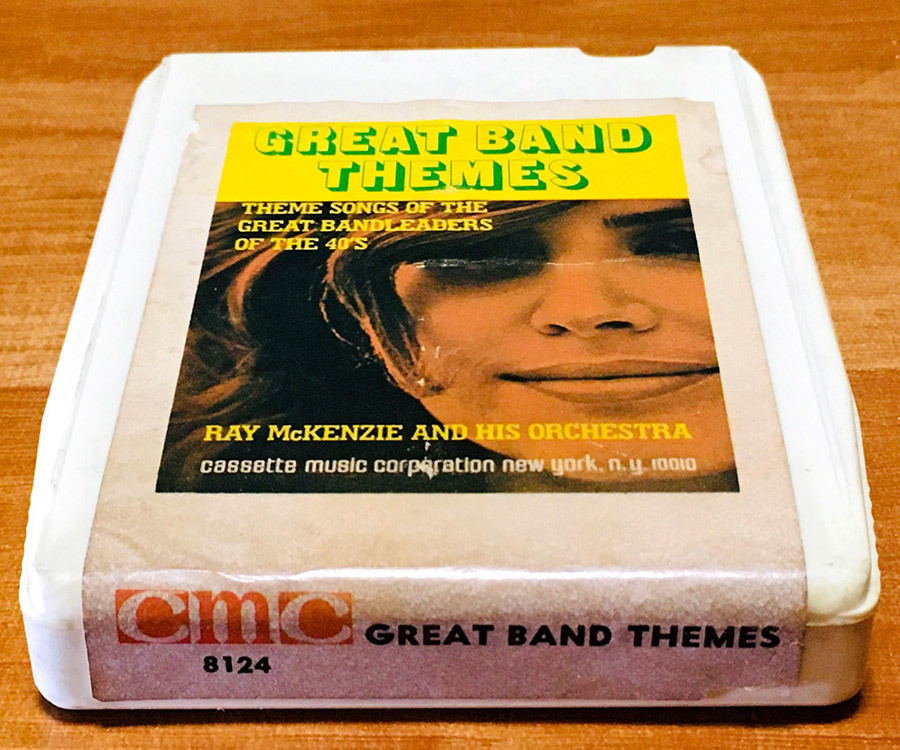 GREAT BAND
THEMES
THEME SONGS OF THE
GREAT BANDLEADERS
OF THE 40'S
RAY McKENZIE AND HIS ORCHESTRA
cassette music corporation new york, n.y. 10010
cmc
GREAT BAND THEMES
8124